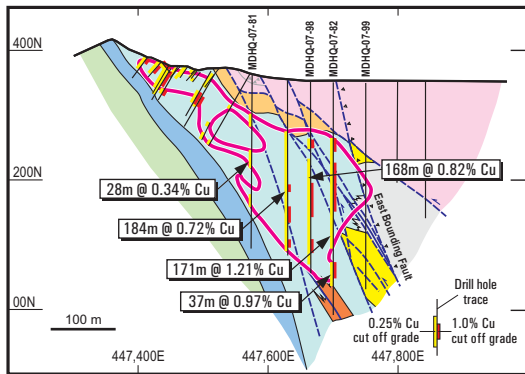 400N
200N
00N
MDHQ-07-81
MDHQ-07-98
MDHQ-07-82
MDHQ-07-99
28m @ 0.34% Cu
184m @ 0.72% Cu
171m @ 1.21% Cu
37m @ 0.97% Cu
168m @ 0.82% Cu
East Bounding Fault
Drill hole
trace
0.25% Cu
cut off grade
1.0% Cu
cut off grade
100 m
447,400
447,600
447,800